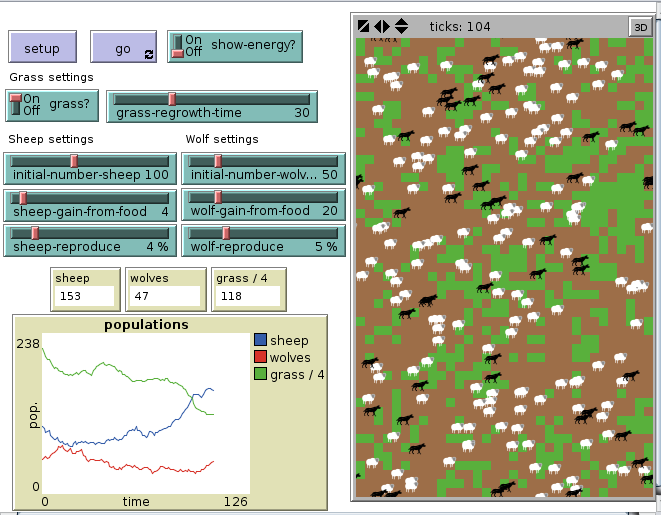 setup
go
On
Off
show-energy?
Grass settings
On
Off
grass?
grass-regrowth-time 30
Sheep settings
Wolf settings
initial-number-sheep 100
initial-number-wolv... 50
sheep-gain-from-food 4
wolf-gain-from-food 20
sheep-reproduce 4 %
wolf-reproduce 5 %
sheep
153
wolves
47
grass / 4
118
populations
238
pop.
0
0
time
126
sheep
wolves
grass / 4
ticks: 104
3D